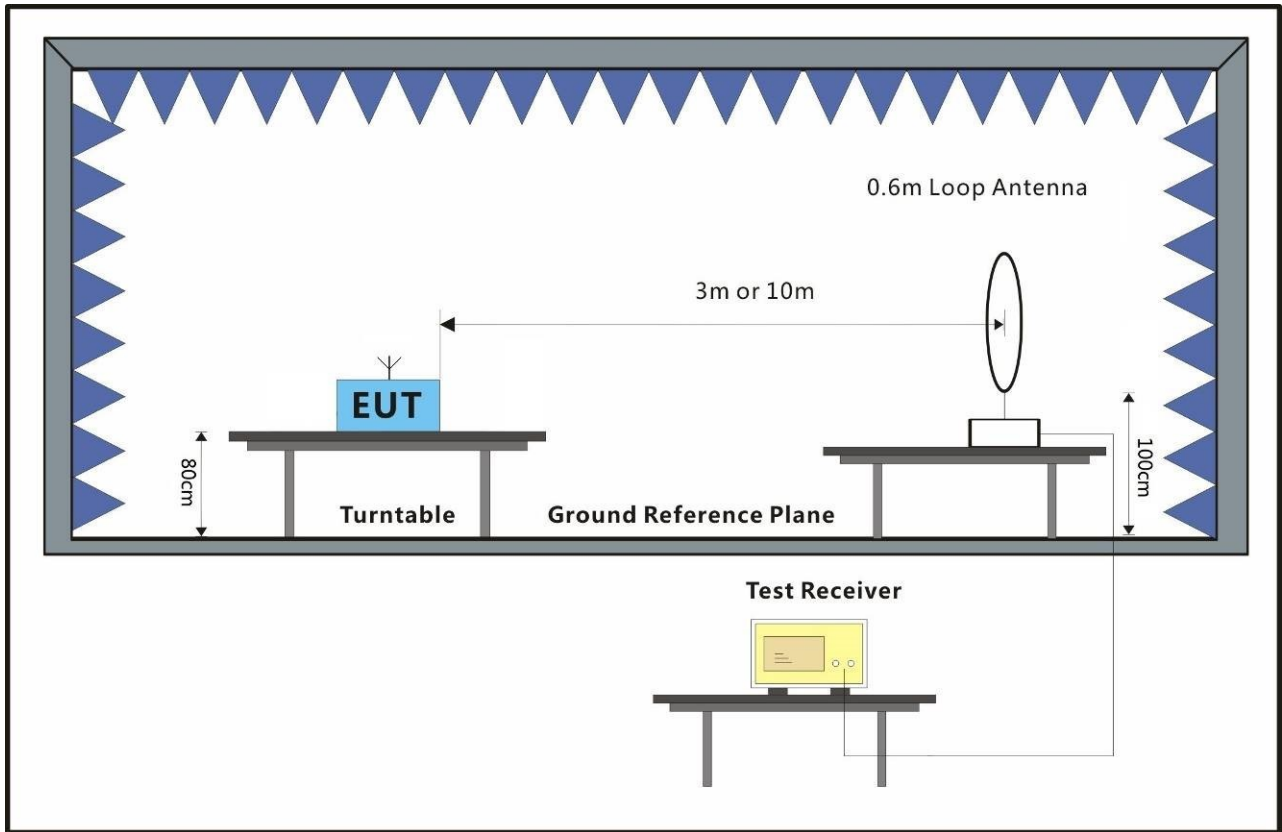 0.6m Loop Antenna
3m or 10m
EUT
80cm
100cm
Turntable
Ground Reference Plane
Test Receiver